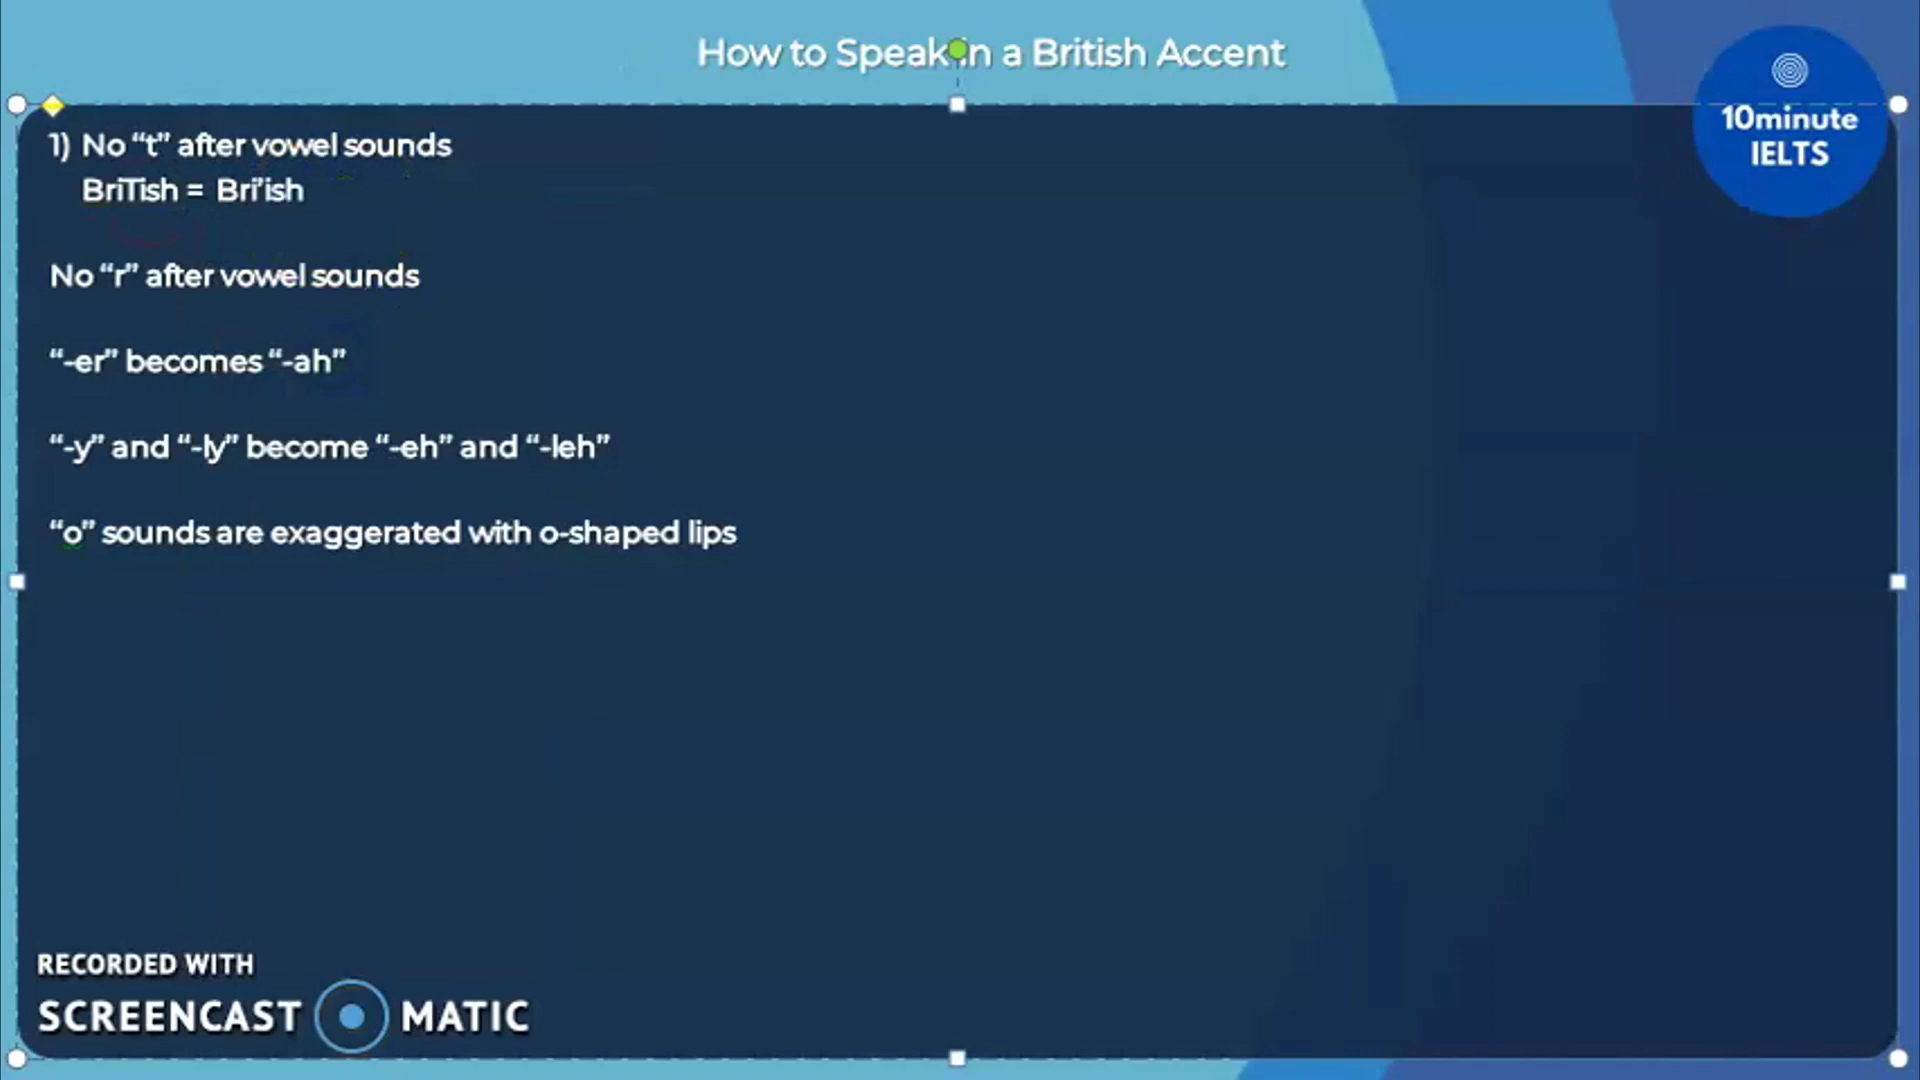 How to Speak in a British Accent
10minute
IELTS
1) No “t” after vowel sounds
BriTish = Bri’ish
No “r” after vowel sounds
“-er” becomes “-ah”
“-y” and “-ly” become “-eh” and “-leh”
“o” sounds are exaggerated with o-shaped lips
RECORDED WITH
SCREENCAST MATIC